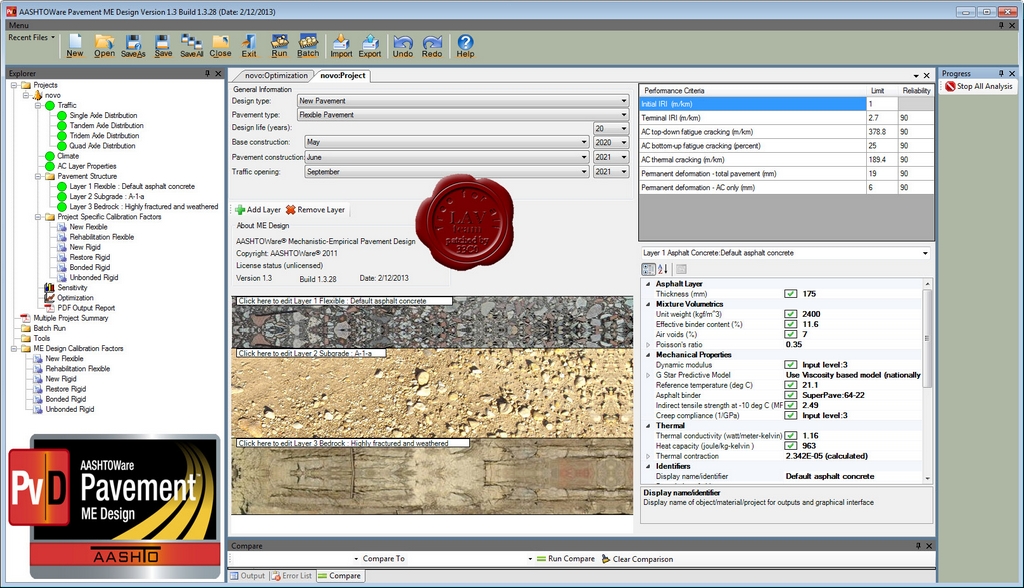 AASHTOWare Pavement ME Design Version 1.3 Build 1.3.28 (Date: 2/12/2013)
Menu
Recent Files
New
Open
SaveAs
Save
SaveAll
Close
Exit
Run
Batch
Import
Export
Undo
Redo
Help
Explorer
Projects
novo
Traffic
Single Axle Distribution
Tandem Axle Distribution
Tridem Axle Distribution
Quad Axle Distribution
Climate
AC Layer Properties
Pavement Structure
Layer 1 Flexible : Default asphalt concrete
Layer 2 Subgrade : A-1-a
Layer 3 Bedrock : Highly fractured and weathered
Project Specific Calibration Factors
New Flexible
Rehabilitation Flexible
New Rigid
Restore Rigid
Bonded Rigid
Unbonded Rigid
Sensitivity
Optimization
PDF Output Report
Multiple Project Summary
Batch Run
Tools
ME Design Calibration Factors
New Flexible
Rehabilitation Flexible
New Rigid
Restore Rigid
Bonded Rigid
Unbonded Rigid
PvD
AASHTOWare
Pavement™
ME Design
AASHTO
novo:Optimization
novo:Project
General Information
Design type: New Pavement
Pavement type: Flexible Pavement
Design life (years): 20
Base construction: May 2020
Pavement construction: June 2021
Traffic opening: September 2021
Add Layer Remove Layer
About ME Design
AASHTOWare® Mechanistic-Empirical Pavement Design
Copyright: AASHTOWare® 2011
License status (unlicensed)
Version 1.3 Build 1.3.28 Date: 2/12/2013
LAV
team
Click here to edit Layer 1 Flexible : Default asphalt concrete
Click here to edit Layer 2 Subgrade : A-1-a
Click here to edit Layer 3 Bedrock : Highly fractured and weathered
Performance Criteria Limit Reliability
Initial IRI (m/km) 1
Terminal IRI (m/km) 2.7 90
AC top-down fatigue cracking (m/km) 378.8 90
AC bottom-up fatigue cracking (percent) 25 90
AC thermal cracking (m/km) 189.4 90
Permanent deformation - total pavement (mm) 19 90
Permanent deformation - AC only (mm) 6 90
Layer 1 Asphalt Concrete:Default asphalt concrete
Asphalt Layer
Thickness (mm) 175
Mixture Volumetrics
Unit weight (kgf/m^3) 2400
Effective binder content (%) 11.6
Air voids (%) 7
Poisson's ratio 0.35
Mechanical Properties
Dynamic modulus Input level:3
G Star Predictive Model Use Viscosity based model (nationally
Reference temperature (deg C) 21.1
Asphalt binder SuperPave:64-22
Indirect tensile strength at -10 deg C (MF 2.49
Creep compliance (1/GPa) Input level:3
Thermal
Thermal conductivity (watt/meter-kelvin) 1.16
Heat capacity (joule/kg-kelvin ) 963
Thermal contraction 2.342E-05 (calculated)
Identifiers
Display name/identifier Default asphalt concrete
Display name/identifier
Display name of object/material/project for outputs and graphical interface
Progress
Stop All Analysis
Compare
Compare To
Run Compare
Clear Comparison
Output
Error List
Compare